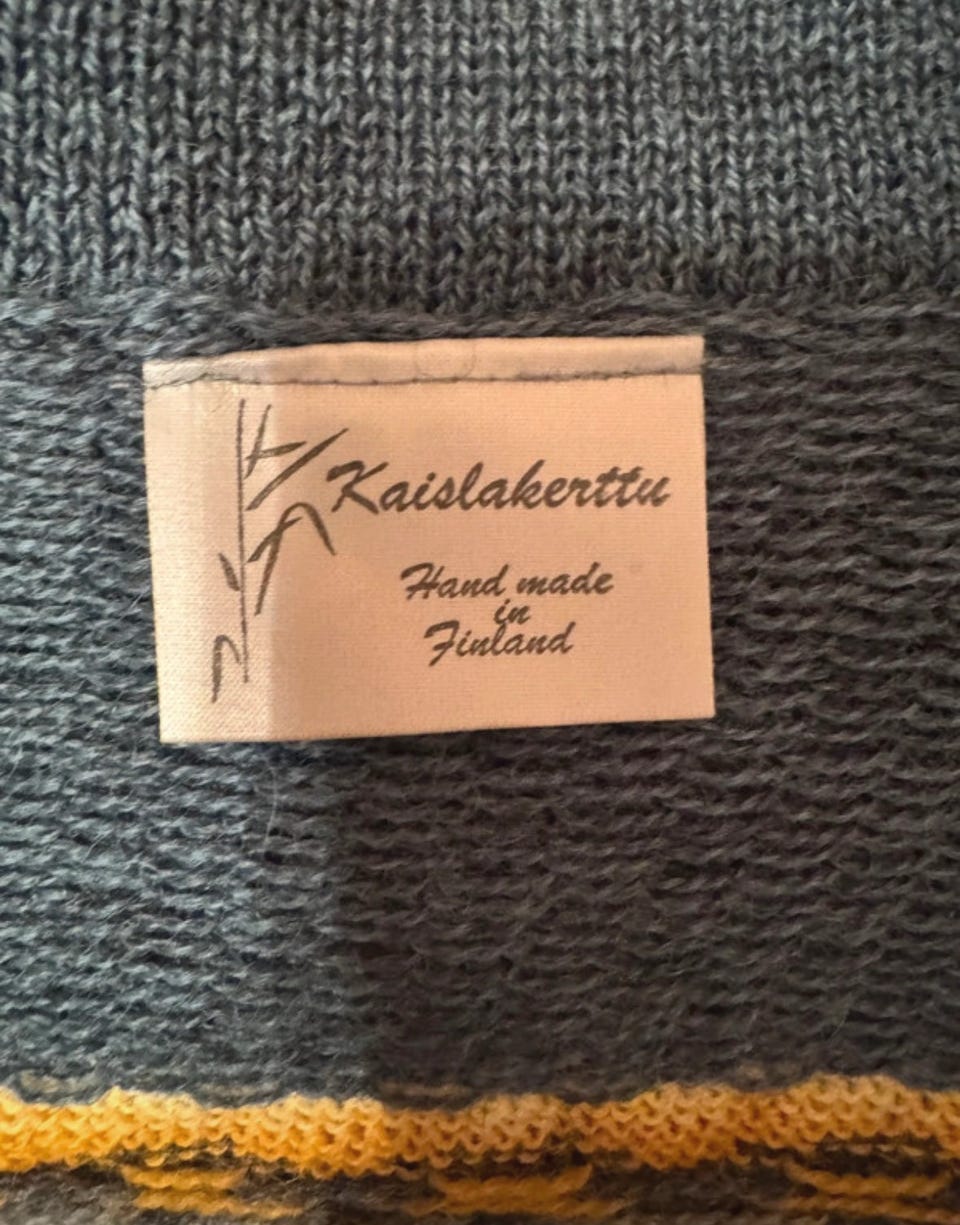 Kaislakerttu
Hand made
in
Finland